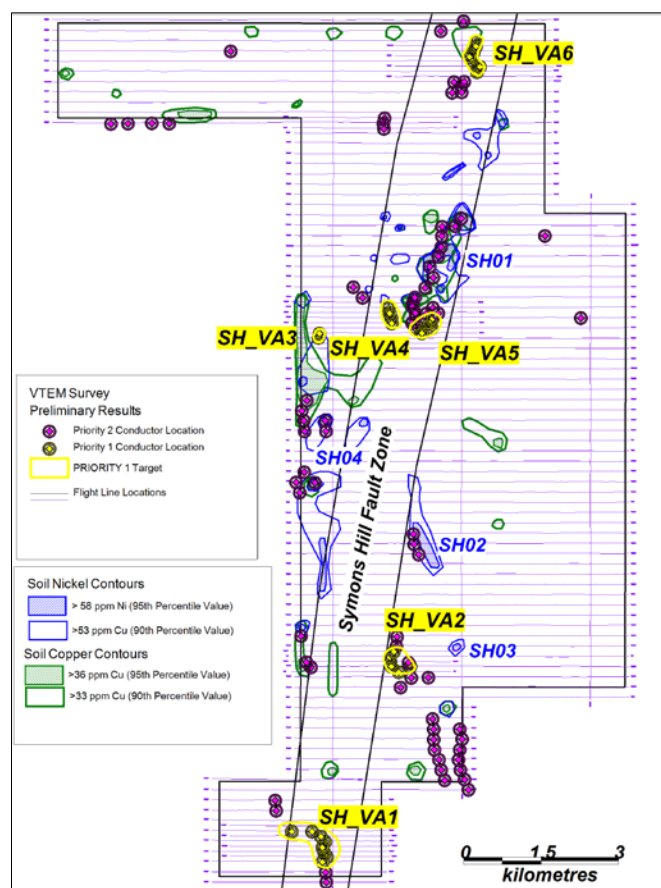 SH_VA6
SH01
SH_VA3
SH_VA4
SH_VA5
VTEM Survey
Preliminary Results
Priority 2 Conductor Location
Priority 1 Conductor Location
PRIORITY 1 Target
Flight Line Locations
SH04
Symons Hill Fault Zone
SH02
Soil Nickel Contours
> 58 ppm Ni (95th Percentile Value)
>53 ppm Cu (90th Percentile Value)
Soil Copper Contours
>36 ppm Cu (95th Percentile Value)
>33 ppm Cu (90th Percentile Value)
SH_VA2
SH03
SH_VA1
0 1.5 3
kilometres